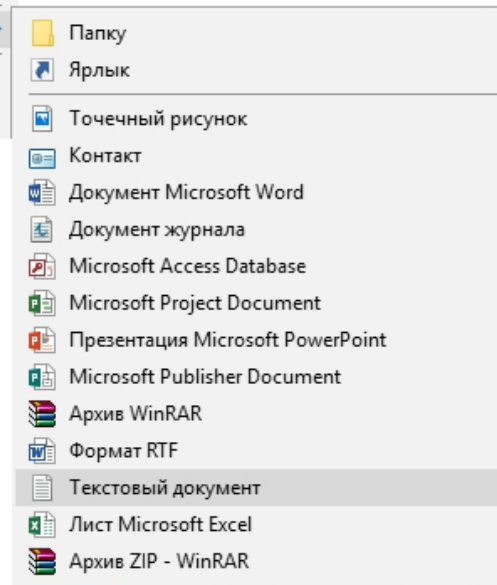 Папку
Ярлык
Точечный рисунок
Контакт
Документ Microsoft Word
Документ журнала
Microsoft Access Database
Microsoft Project Document
Презентация Microsoft PowerPoint
Microsoft Publisher Document
Архив WinRAR
Формат RTF
Текстовый документ
Лист Microsoft Excel
Архив ZIP - WinRAR